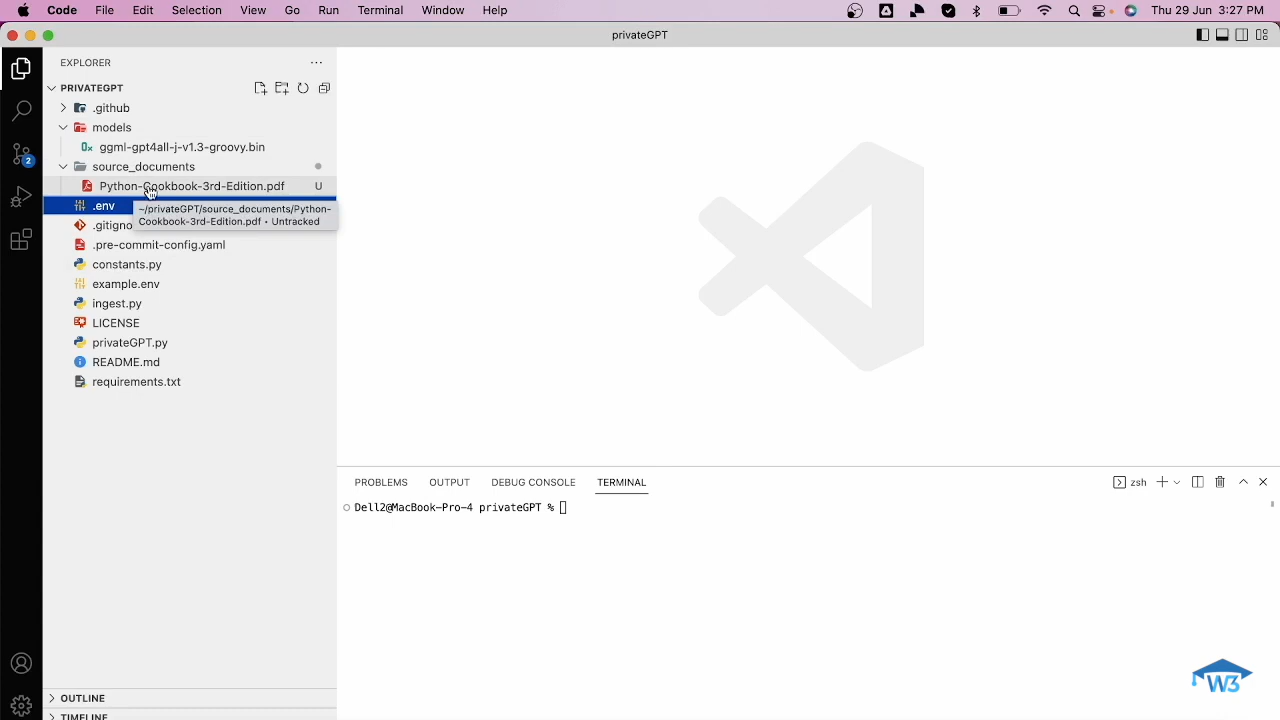 Code File Edit Selection View Go Run Terminal Window Help Thu 29 Jun 3:27 PM
privateGPT
EXPLORER
PRIVATEGPT
.github
models
ggml-gpt4all-j-v1.3-groovy.bin
source_documents
Python-Cookbook-3rd-Edition.pdf U
.env
~/privateGPT/source_documents/Python-
Cookbook-3rd-Edition.pdf • Untracked
.gitigno
.pre-commit-config.yaml
constants.py
example.env
ingest.py
LICENSE
privateGPT.py
README.md
requirements.txt
2
PROBLEMS OUTPUT DEBUG CONSOLE TERMINAL zsh
Dell2@MacBook-Pro-4 privateGPT %
OUTLINE
TIMELINE
W3